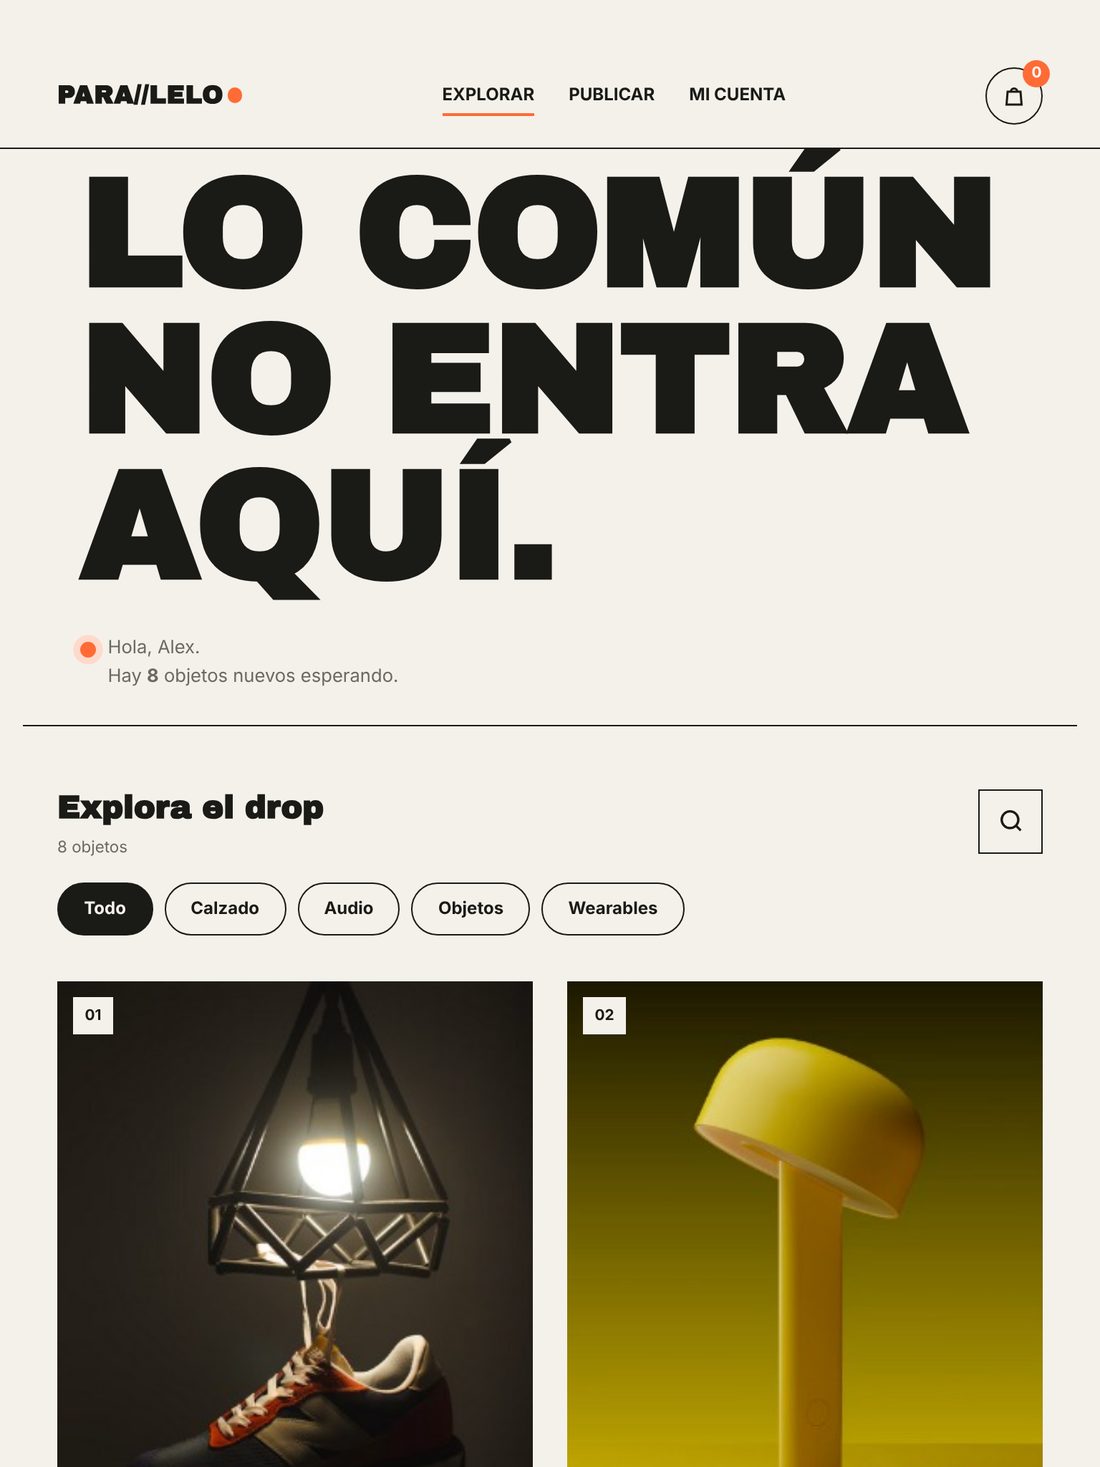 PARA//LELO
EXPLORAR
PUBLICAR
MI CUENTA
0
LO COMÚN
NO ENTRA
AQUÍ.
Hola, Alex.
Hay 8 objetos nuevos esperando.
Explora el drop
8 objetos
Todo
Calzado
Audio
Objetos
Wearables
01
02